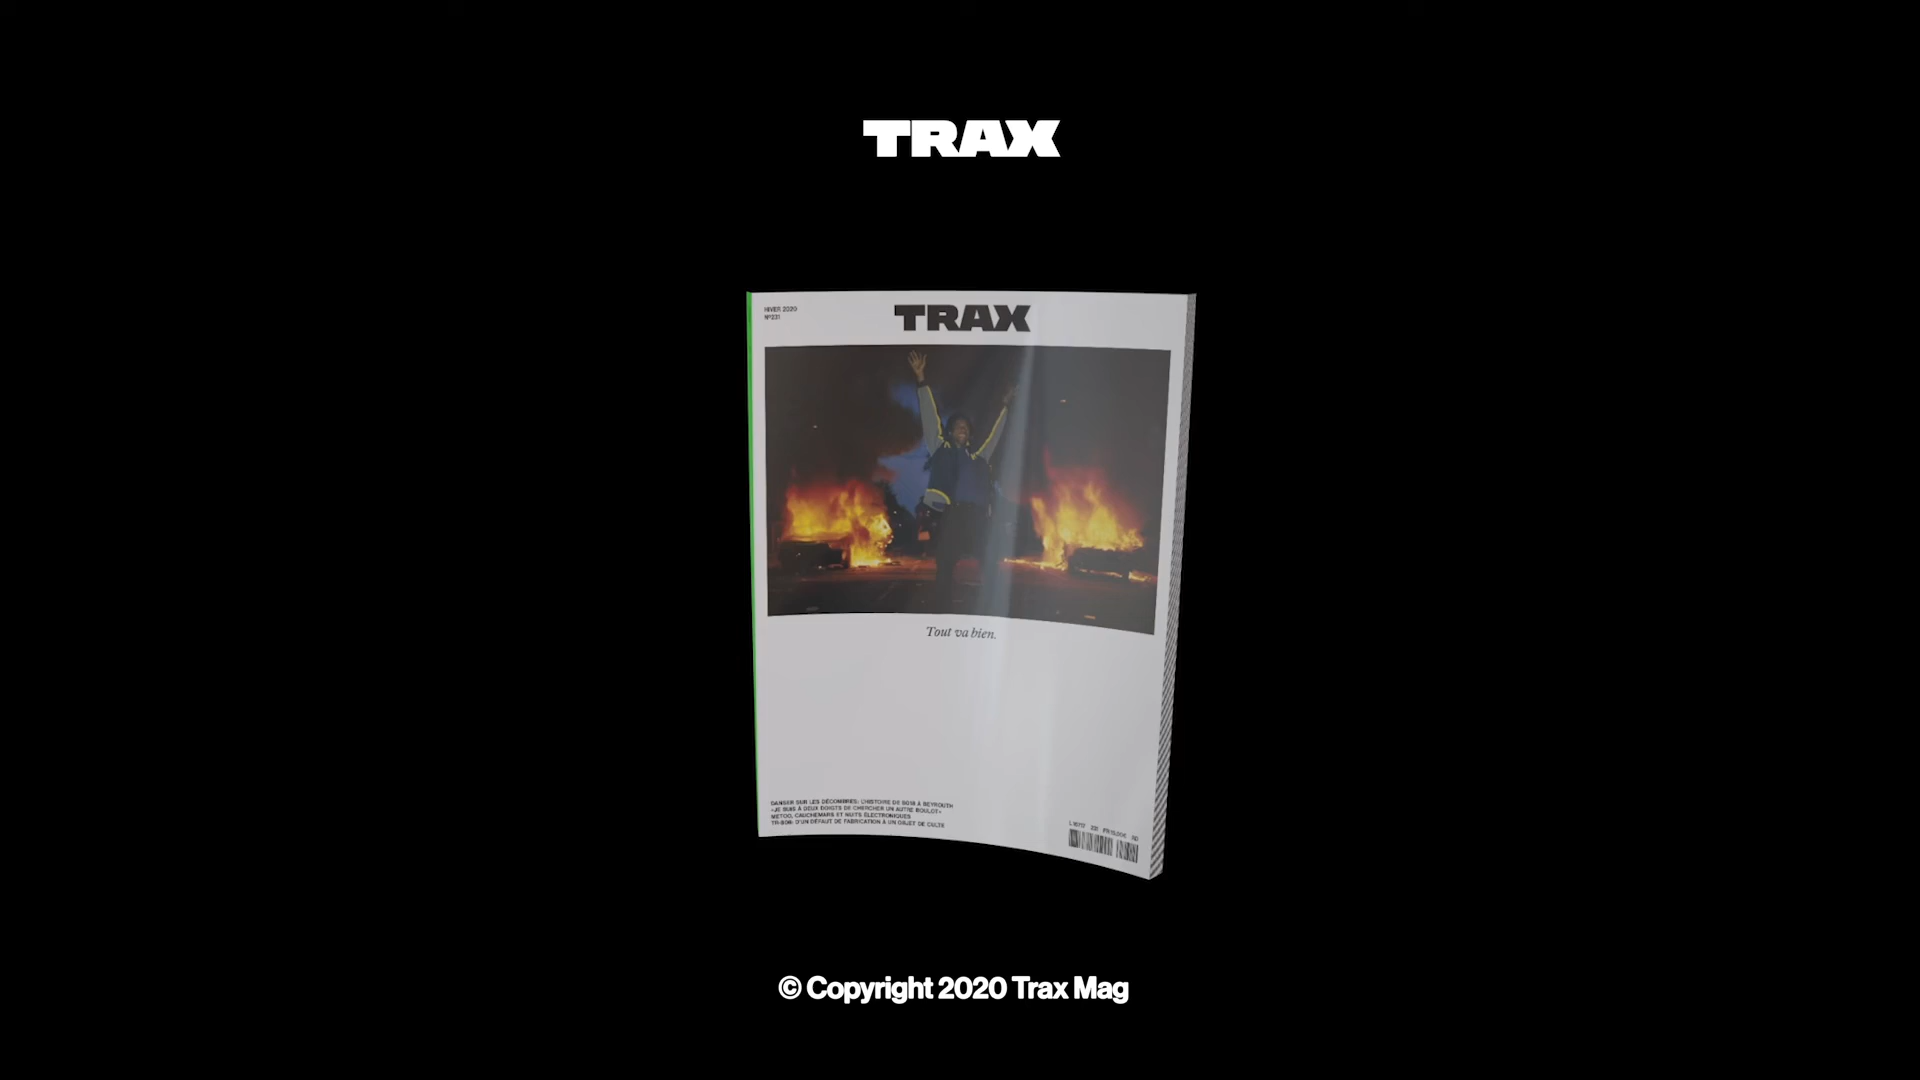 TRAX
HIVER 2020
N°231
TRAX
Tout va bien.
DANSER SUR LES DÉCOMBRES: L'HISTOIRE DE B018 À BEYROUTH
«JE SUIS À DEUX DOIGTS DE CHERCHER UN AUTRE BOULOT»
METOO, CAUCHEMARS ET NUITS ÉLECTRONIQUES
TR-808: D'UN DÉFAUT DE FABRICATION À UN OBJET DE CULTE
© Copyright 2020 Trax Mag